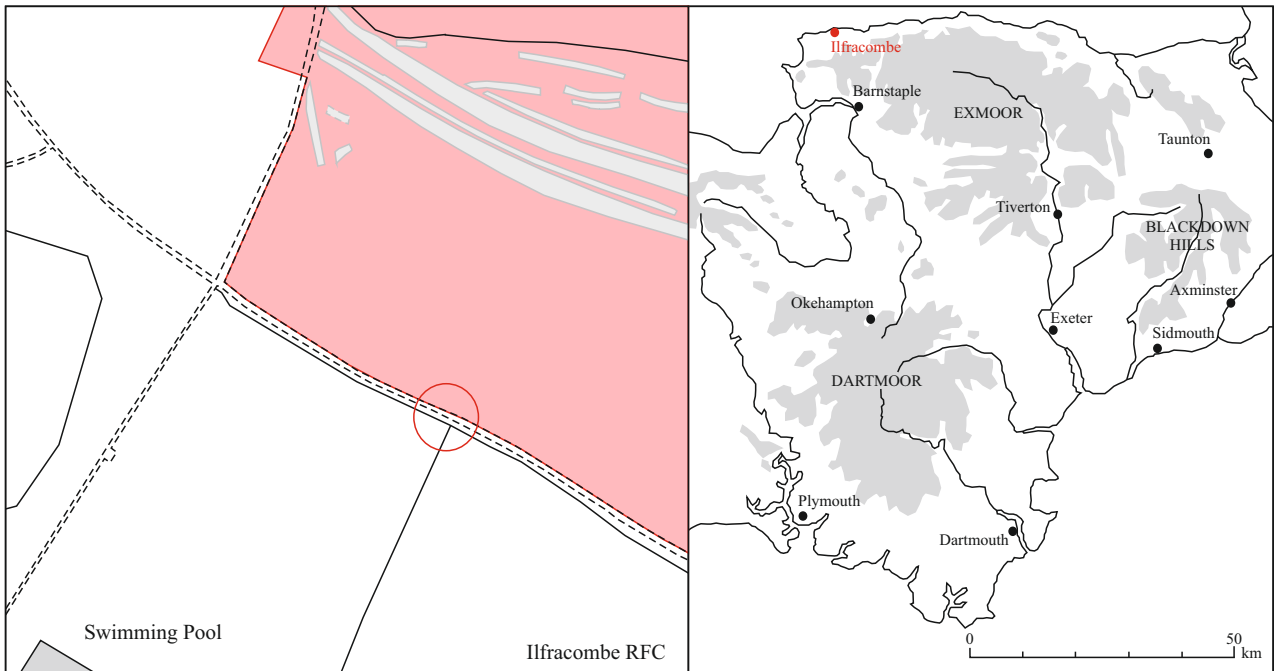 Swimming Pool
Ilfracombe RFC
Ilfracombe
Barnstaple
EXMOOR
Taunton
Tiverton
BLACKDOWN
HILLS
Axminster
Okehampton
Exeter
Sidmouth
DARTMOOR
Plymouth
Dartmouth
0 50
km